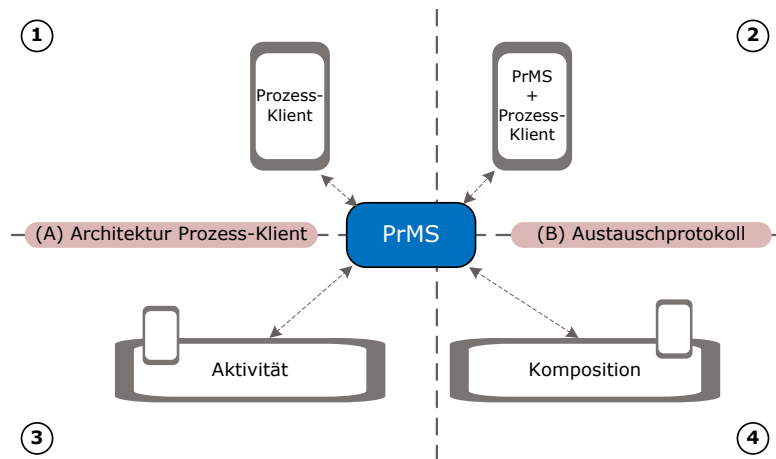 1
2
Prozess-
Klient
PrMS
+
Prozess-
Klient
(A) Architektur Prozess-Klient
PrMS
(B) Austauschprotokoll
Aktivität
Komposition
3
4